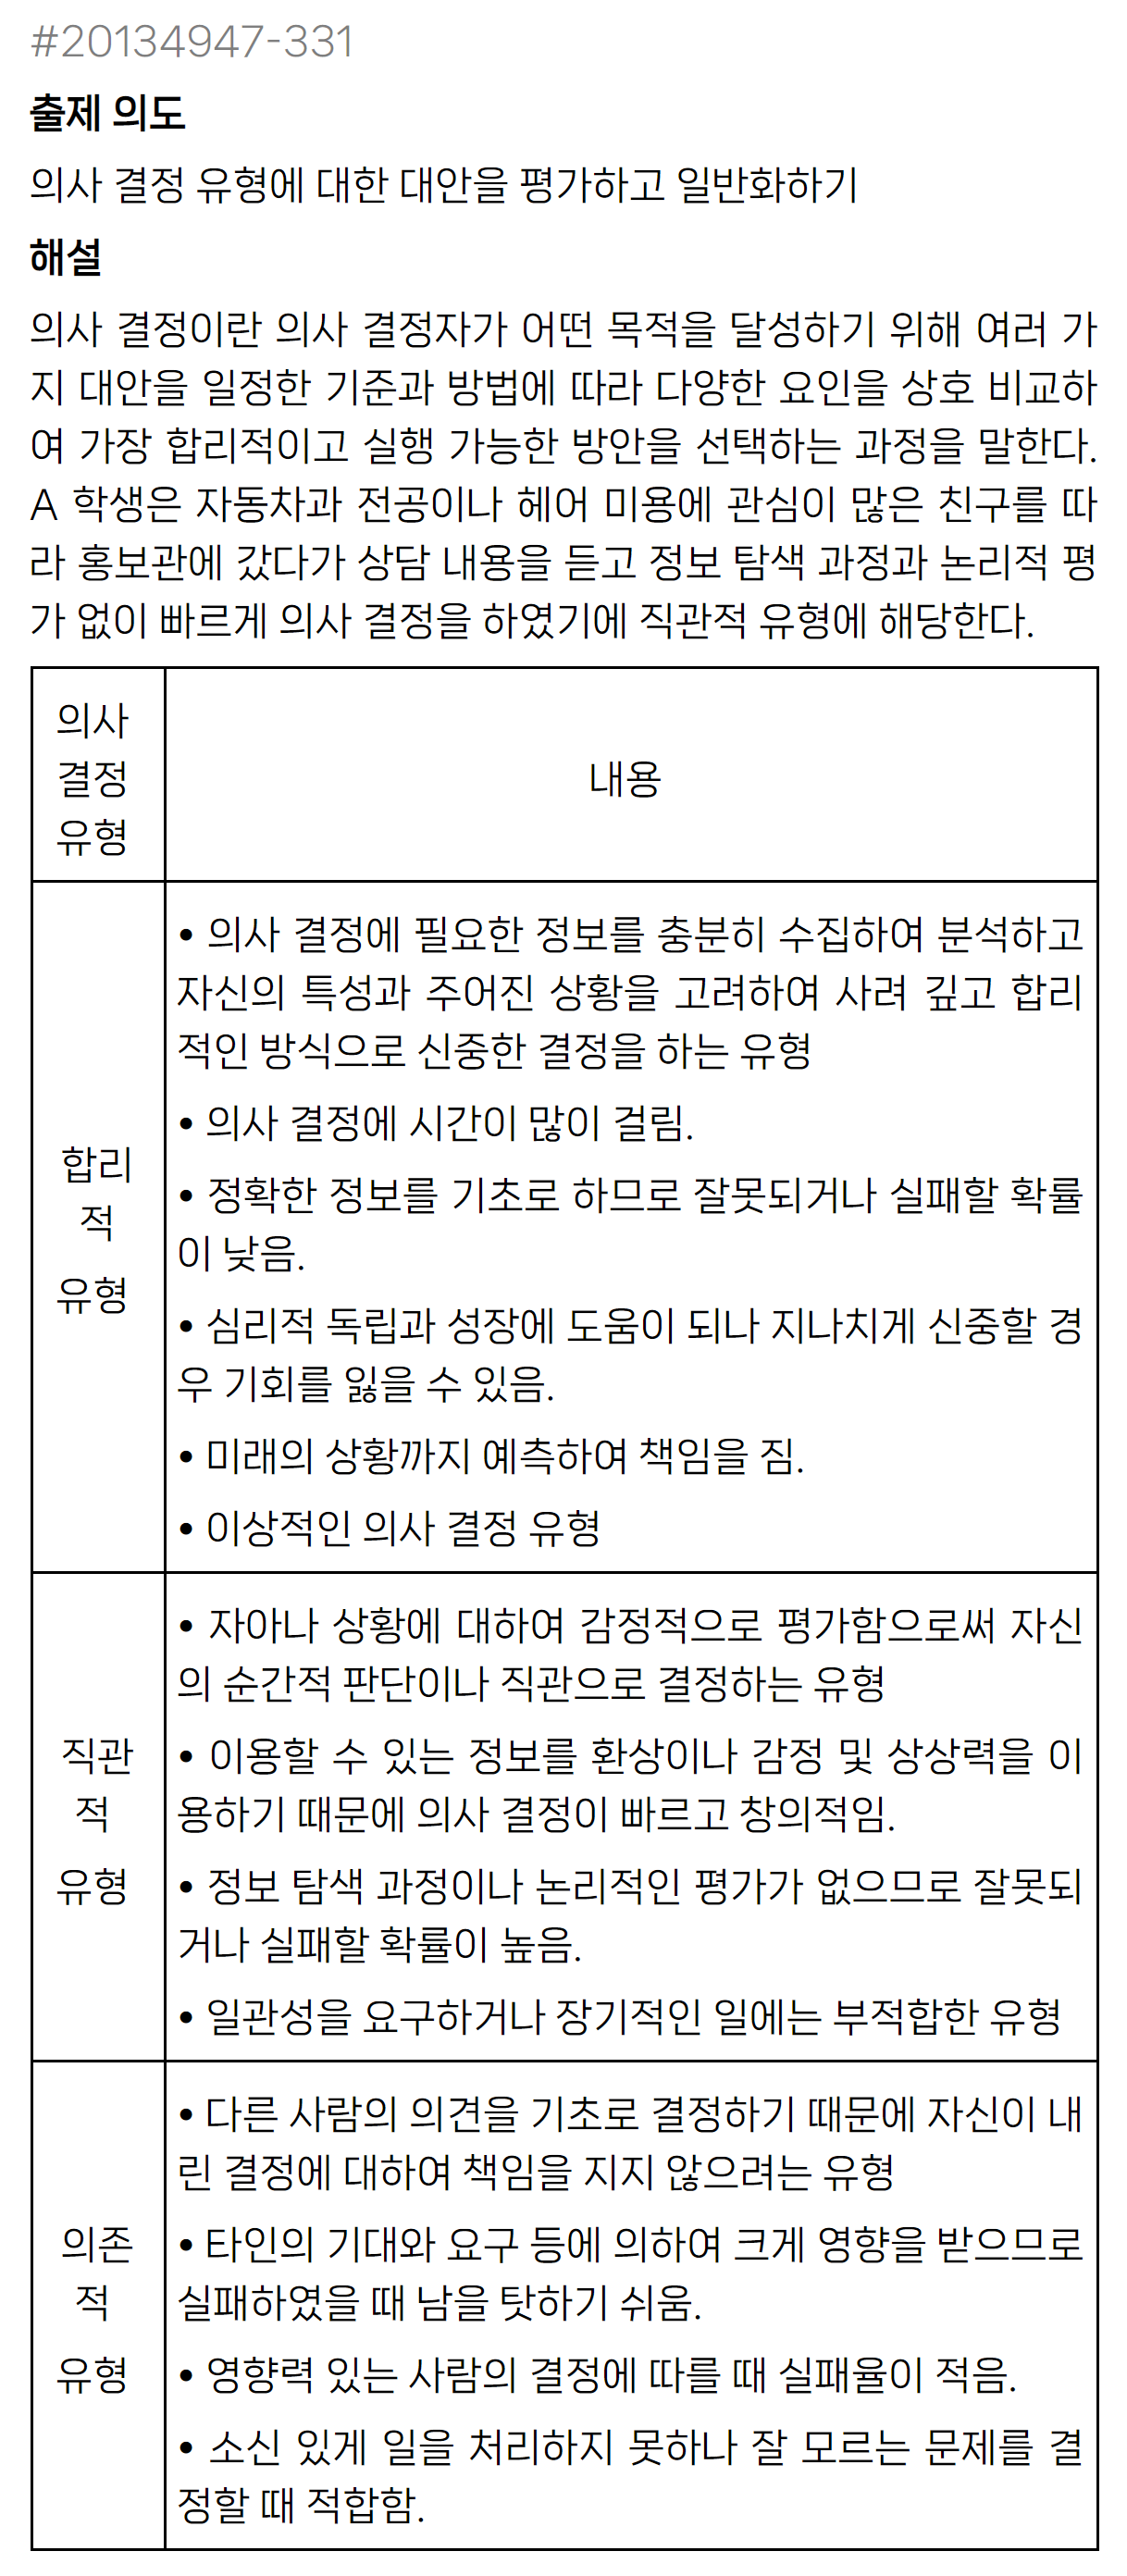 #20134947-331
출제 의도
의사 결정 유형에 대한 대안을 평가하고 일반화하기
해설
의사 결정이란 의사 결정자가 어떤 목적을 달성하기 위해 여러 가
지 대안을 일정한 기준과 방법에 따라 다양한 요인을 상호 비교하
여 가장 합리적이고 실행 가능한 방안을 선택하는 과정을 말한다.
A 학생은 자동차과 전공이나 헤어 미용에 관심이 많은 친구를 따
라 홍보관에 갔다가 상담 내용을 듣고 정보 탐색 과정과 논리적 평
가 없이 빠르게 의사 결정을 하였기에 직관적 유형에 해당한다.
의사
결정
유형
내용
합리
적
유형
• 의사 결정에 필요한 정보를 충분히 수집하여 분석하고
자신의 특성과 주어진 상황을 고려하여 사려 깊고 합리
적인 방식으로 신중한 결정을 하는 유형
• 의사 결정에 시간이 많이 걸림.
• 정확한 정보를 기초로 하므로 잘못되거나 실패할 확률
이 낮음.
• 심리적 독립과 성장에 도움이 되나 지나치게 신중할 경
우 기회를 잃을 수 있음.
• 미래의 상황까지 예측하여 책임을 짐.
• 이상적인 의사 결정 유형
직관
적
유형
• 자아나 상황에 대하여 감정적으로 평가함으로써 자신
의 순간적 판단이나 직관으로 결정하는 유형
• 이용할 수 있는 정보를 환상이나 감정 및 상상력을 이
용하기 때문에 의사 결정이 빠르고 창의적임.
• 정보 탐색 과정이나 논리적인 평가가 없으므로 잘못되
거나 실패할 확률이 높음.
• 일관성을 요구하거나 장기적인 일에는 부적합한 유형
의존
적
유형
• 다른 사람의 의견을 기초로 결정하기 때문에 자신이 내
린 결정에 대하여 책임을 지지 않으려는 유형
• 타인의 기대와 요구 등에 의하여 크게 영향을 받으므로
실패하였을 때 남을 탓하기 쉬움.
• 영향력 있는 사람의 결정에 따를 때 실패율이 적음.
• 소신 있게 일을 처리하지 못하나 잘 모르는 문제를 결
정할 때 적합함.